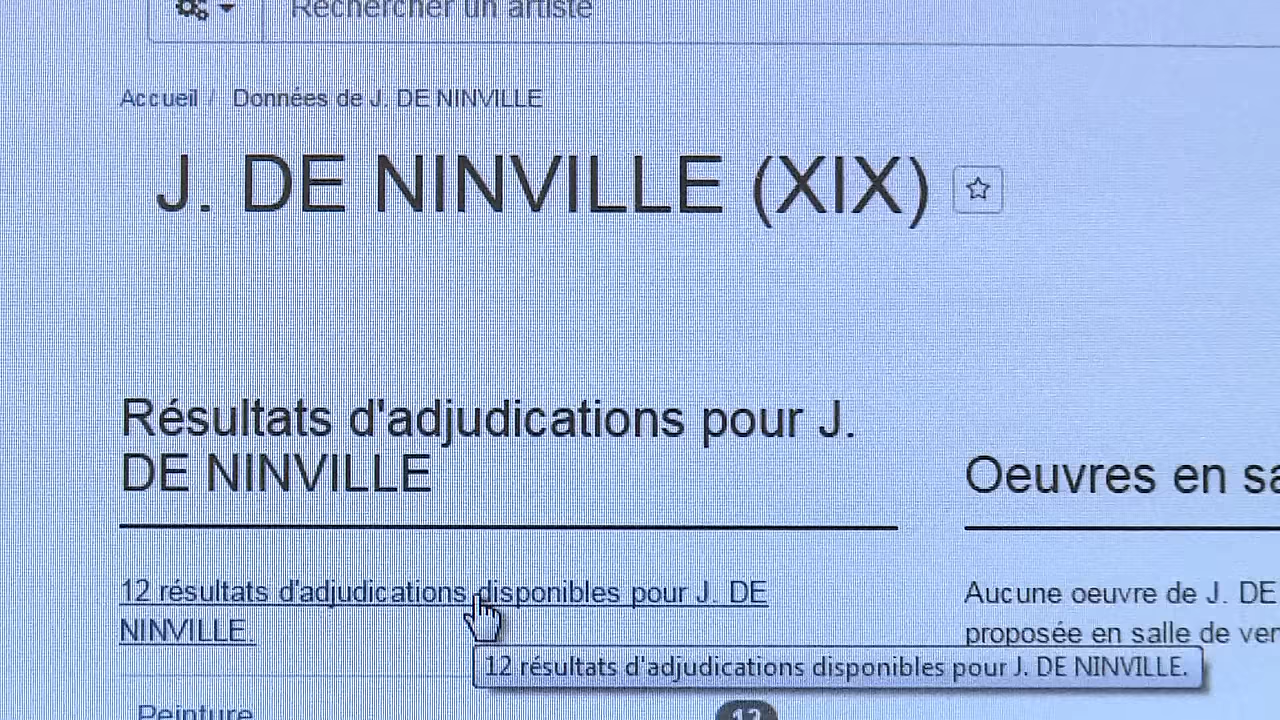 Rechercher un artiste
Accueil / Données de J. DE NINVILLE
J. DE NINVILLE (XIX)
Résultats d'adjudications pour J.
DE NINVILLE
Oeuvres en sa
12 résultats d'adjudications disponibles pour J. DE
NINVILLE.
Aucune oeuvre de J. DE
proposée en salle de ven
12 résultats d'adjudications disponibles pour J. DE NINVILLE.
Peinture
12